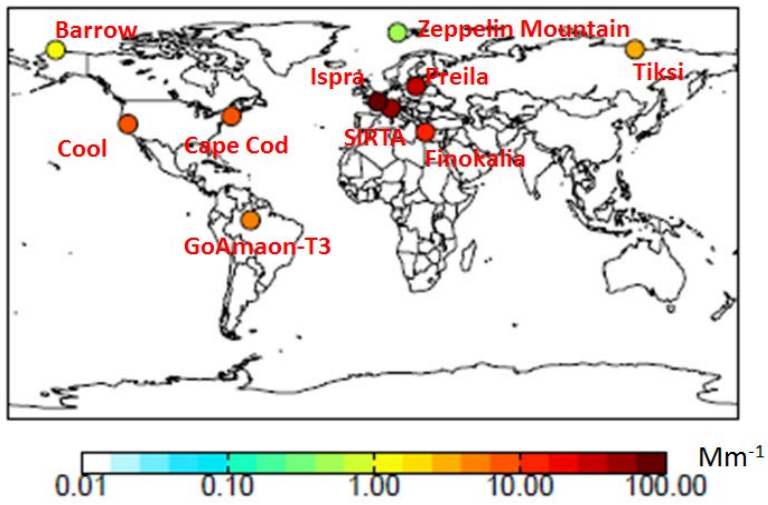 Barrow
Zeppelin Mountain
Ispra
Preila
Tiksi
Cool
Cape Cod
SIRTA
Finokalia
GoAmaon-T3
Mm-1
0.01 0.10 1.00 10.00 100.00